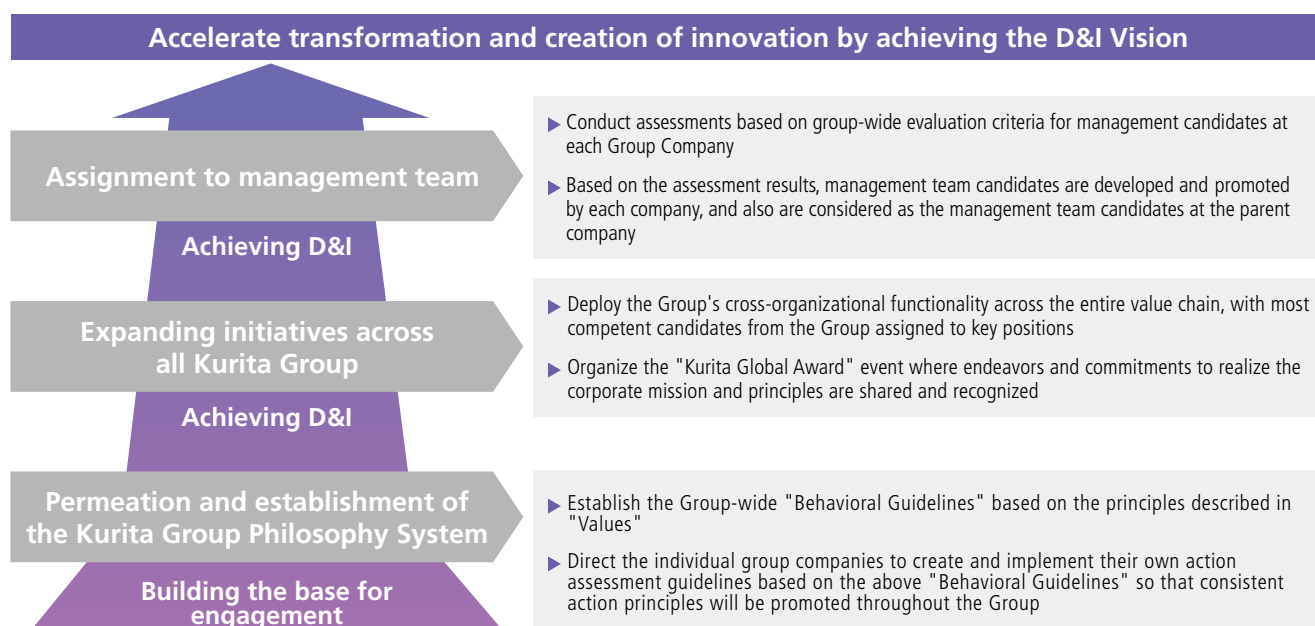 Accelerate transformation and creation of innovation by achieving the D&I Vision
Assignment to management team
▶ Conduct assessments based on group-wide evaluation criteria for management candidates at
each Group Company
▶ Based on the assessment results, management team candidates are developed and promoted
by each company, and also are considered as the management team candidates at the parent
company
Achieving D&I
Expanding initiatives across
all Kurita Group
▶ Deploy the Group's cross-organizational functionality across the entire value chain, with most
competent candidates from the Group assigned to key positions
▶ Organize the "Kurita Global Award" event where endeavors and commitments to realize the
corporate mission and principles are shared and recognized
Achieving D&I
Permeation and establishment of
the Kurita Group Philosophy System
▶ Establish the Group-wide "Behavioral Guidelines" based on the principles described in
"Values"
▶ Direct the individual group companies to create and implement their own action
assessment guidelines based on the above "Behavioral Guidelines" so that consistent
action principles will be promoted throughout the Group
Building the base for
engagement